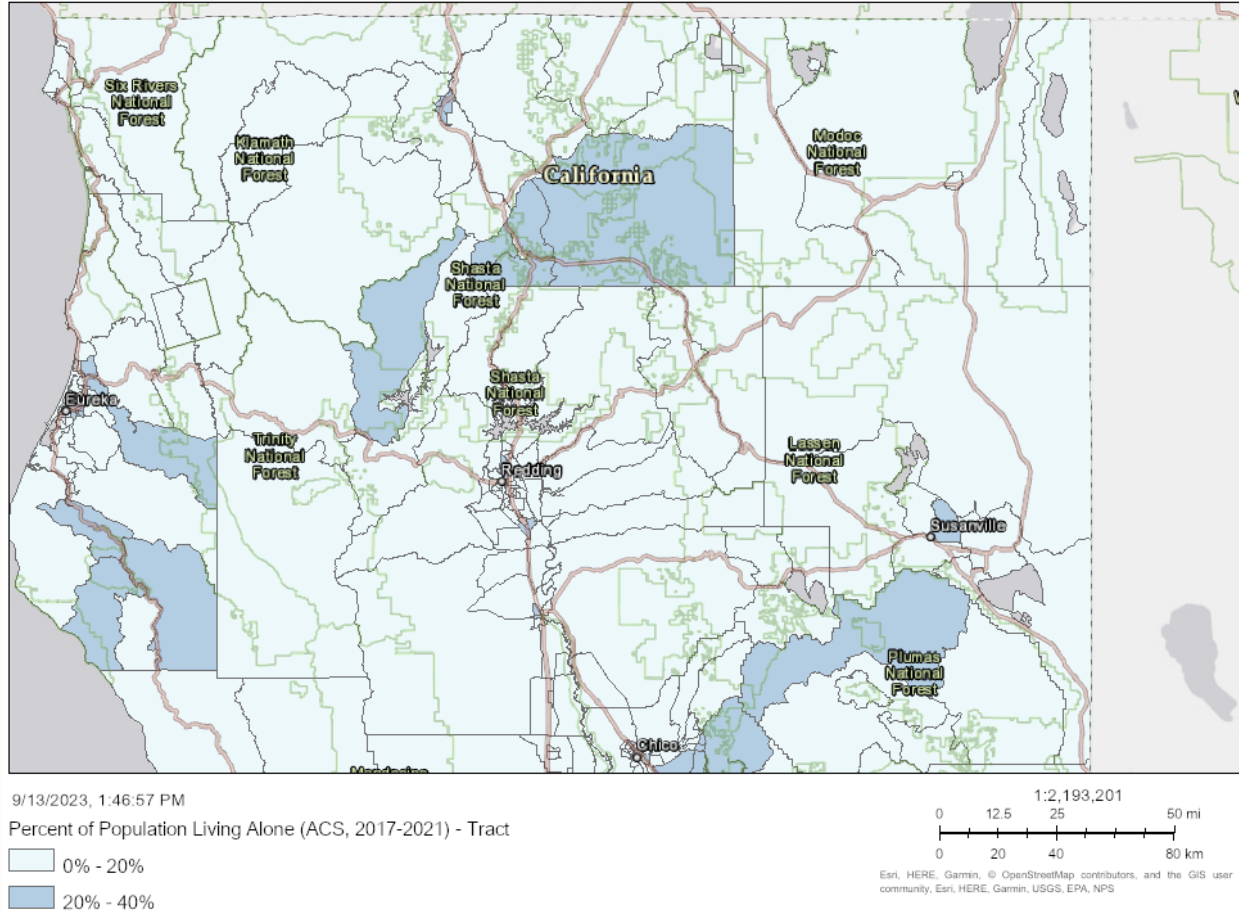 Six Rivers
National
Forest
Klamath
National
Forest
California
Modoc
National
Forest
Shasta
National
Forest
Shasta
National
Forest
Eureka
Trinity
National
Forest
Redding
Lassen
National
Forest
Susanville
Plumas
National
Forest
Chico
9/13/2023, 1:46:57 PM
Percent of Population Living Alone (ACS, 2017-2021) - Tract
0% - 20%
20% - 40%
1:2,193,201
0 12.5 25 50 mi
0 20 40 80 km
Esri, HERE, Garmin, © OpenStreetMap contributors, and the GIS user
community, Esri, HERE, Garmin, USGS, EPA, NPS